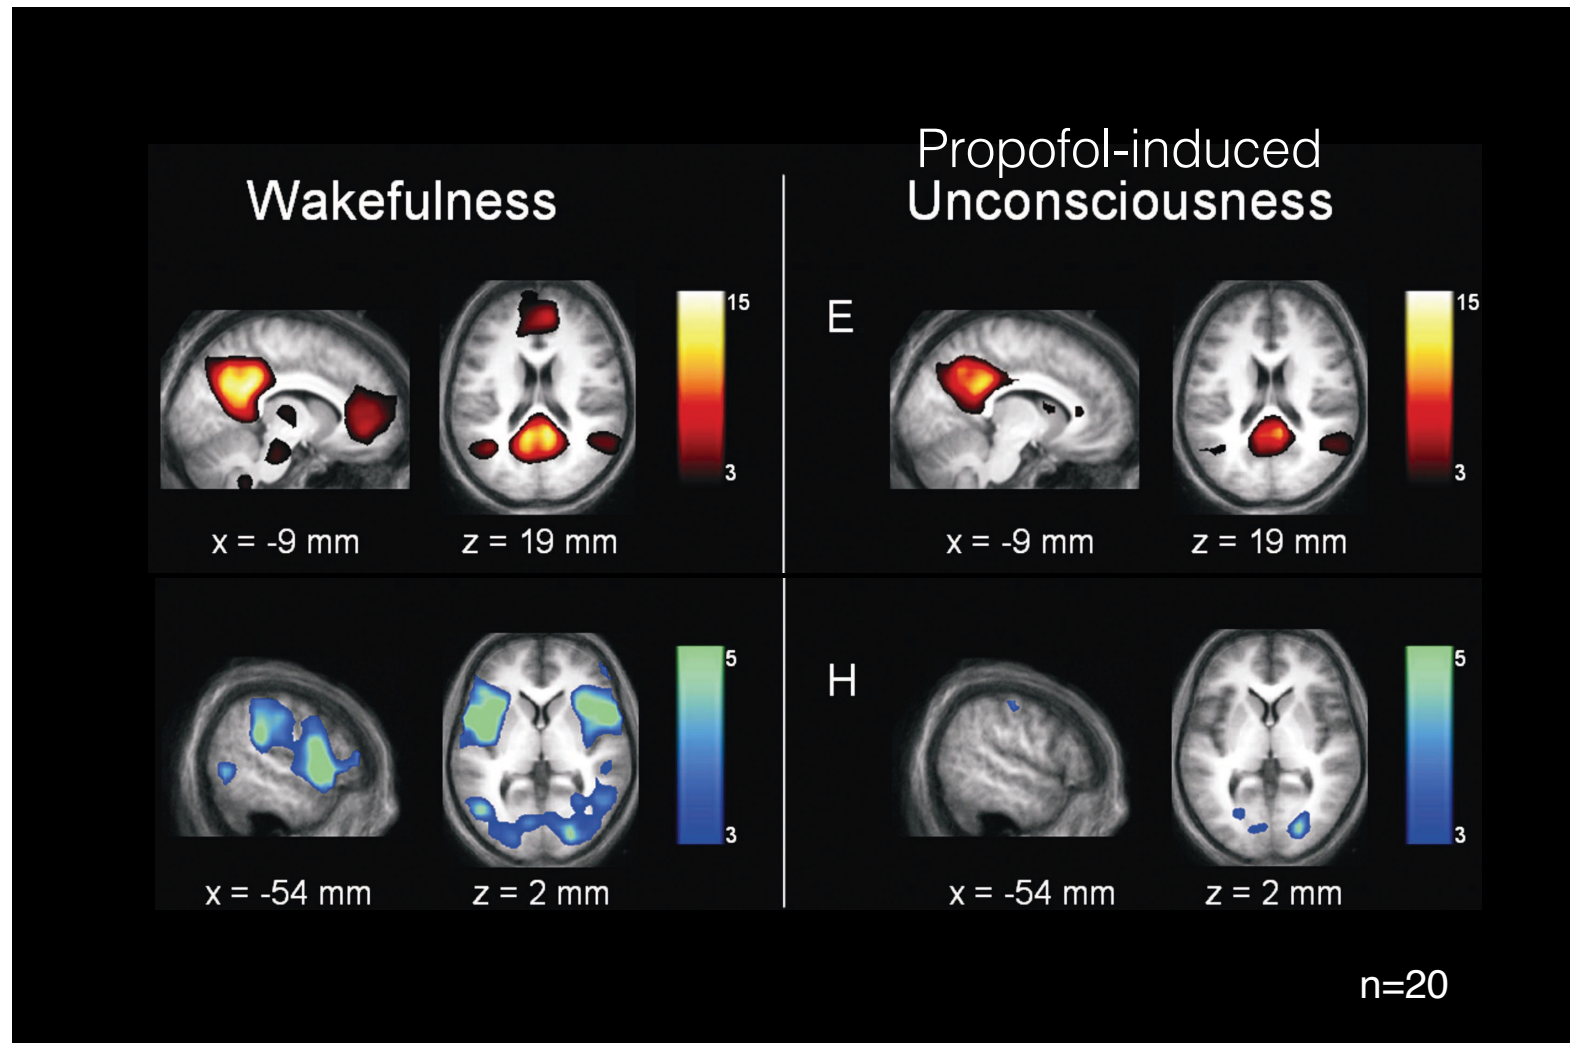 Wakefulness
Propofol-induced
Unconsciousness
15
3
x = -9 mm
z = 19 mm
E
15
3
x = -9 mm
z = 19 mm
5
3
x = -54 mm
z = 2 mm
H
5
3
x = -54 mm
z = 2 mm
n=20